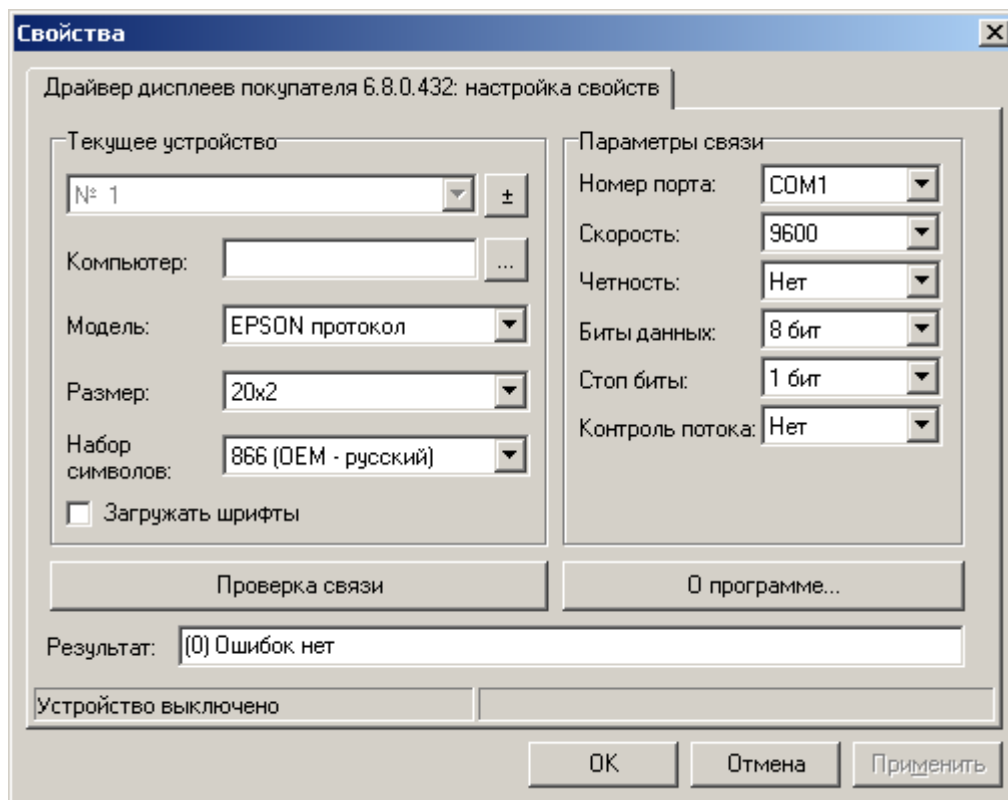 Свойства
Драйвер дисплеев покупателя 6.8.0.432: настройка свойств
Текущее устройство
№ 1
±
Компьютер:
...
Модель:
EPSON протокол
Размер:
20x2
Набор
символов:
866 (OEM - русский)
Загружать шрифты
Параметры связи
Номер порта:
COM1
Скорость:
9600
Четность:
Нет
Биты данных:
8 бит
Стоп биты:
1 бит
Контроль потока:
Нет
Проверка связи
О программе...
Результат:
(0) Ошибок нет
Устройство выключено
OK
Отмена
Применить